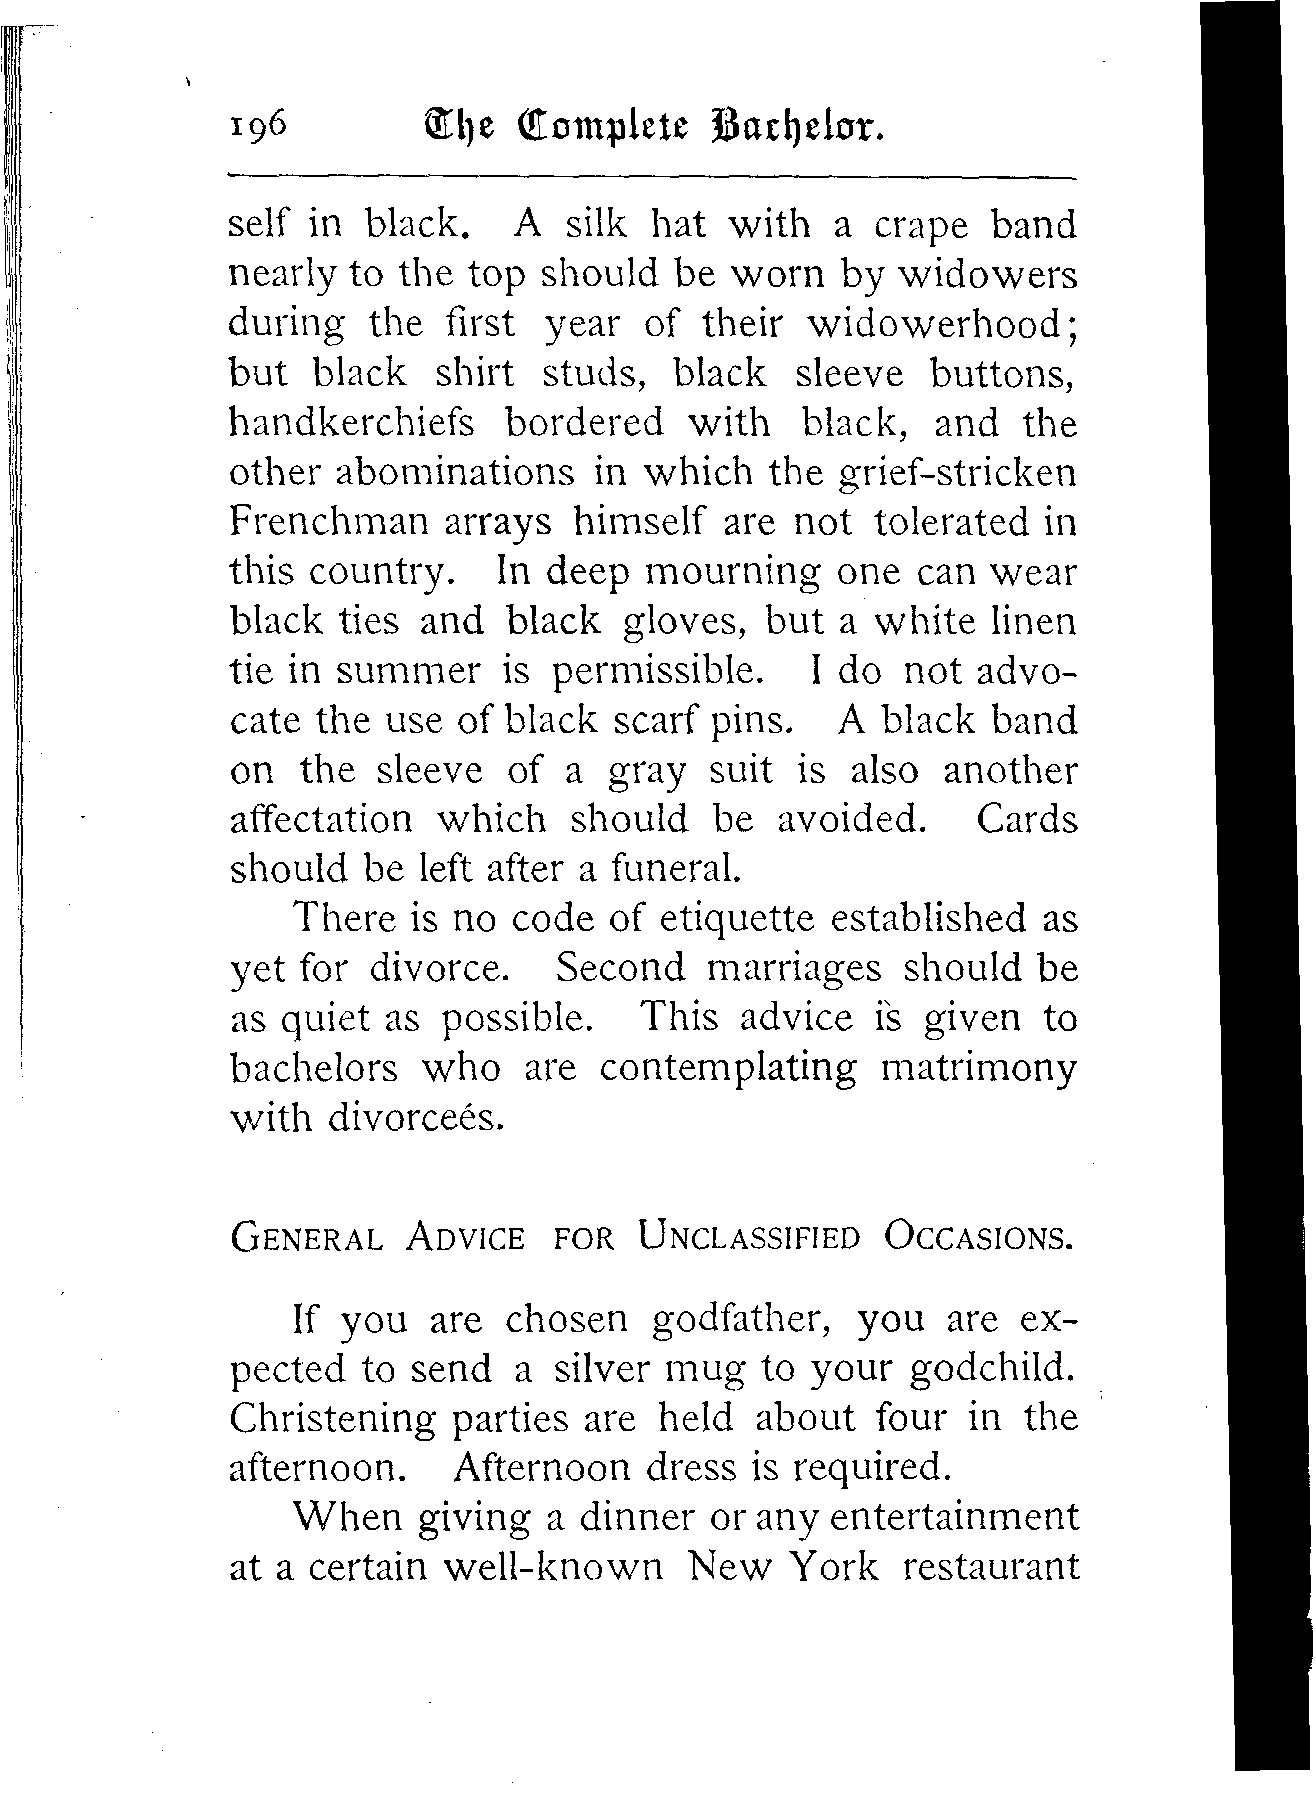 196 The Complete Bachelor.
self in black. A silk hat with a crape band
nearly to the top should be worn by widowers
during the first year of their widowerhood;
but black shirt studs, black sleeve buttons,
handkerchiefs bordered with black, and the
other abominations in which the grief-stricken
Frenchman arrays himself are not tolerated in
this country. In deep mourning one can wear
black ties and black gloves, but a white linen
tie in summer is permissible. I do not advo-
cate the use of black scarf pins. A black band
on the sleeve of a gray suit is also another
affectation which should be avoided. Cards
should be left after a funeral.
There is no code of etiquette established as
yet for divorce. Second marriages should be
as quiet as possible. This advice is given to
bachelors who are contemplating matrimony
with divorceés.
GENERAL ADVICE FOR UNCLASSIFIED OCCASIONS.
If you are chosen godfather, you are ex-
pected to send a silver mug to your godchild.
Christening parties are held about four in the
afternoon. Afternoon dress is required.
When giving a dinner or any entertainment
at a certain well-known New York restaurant